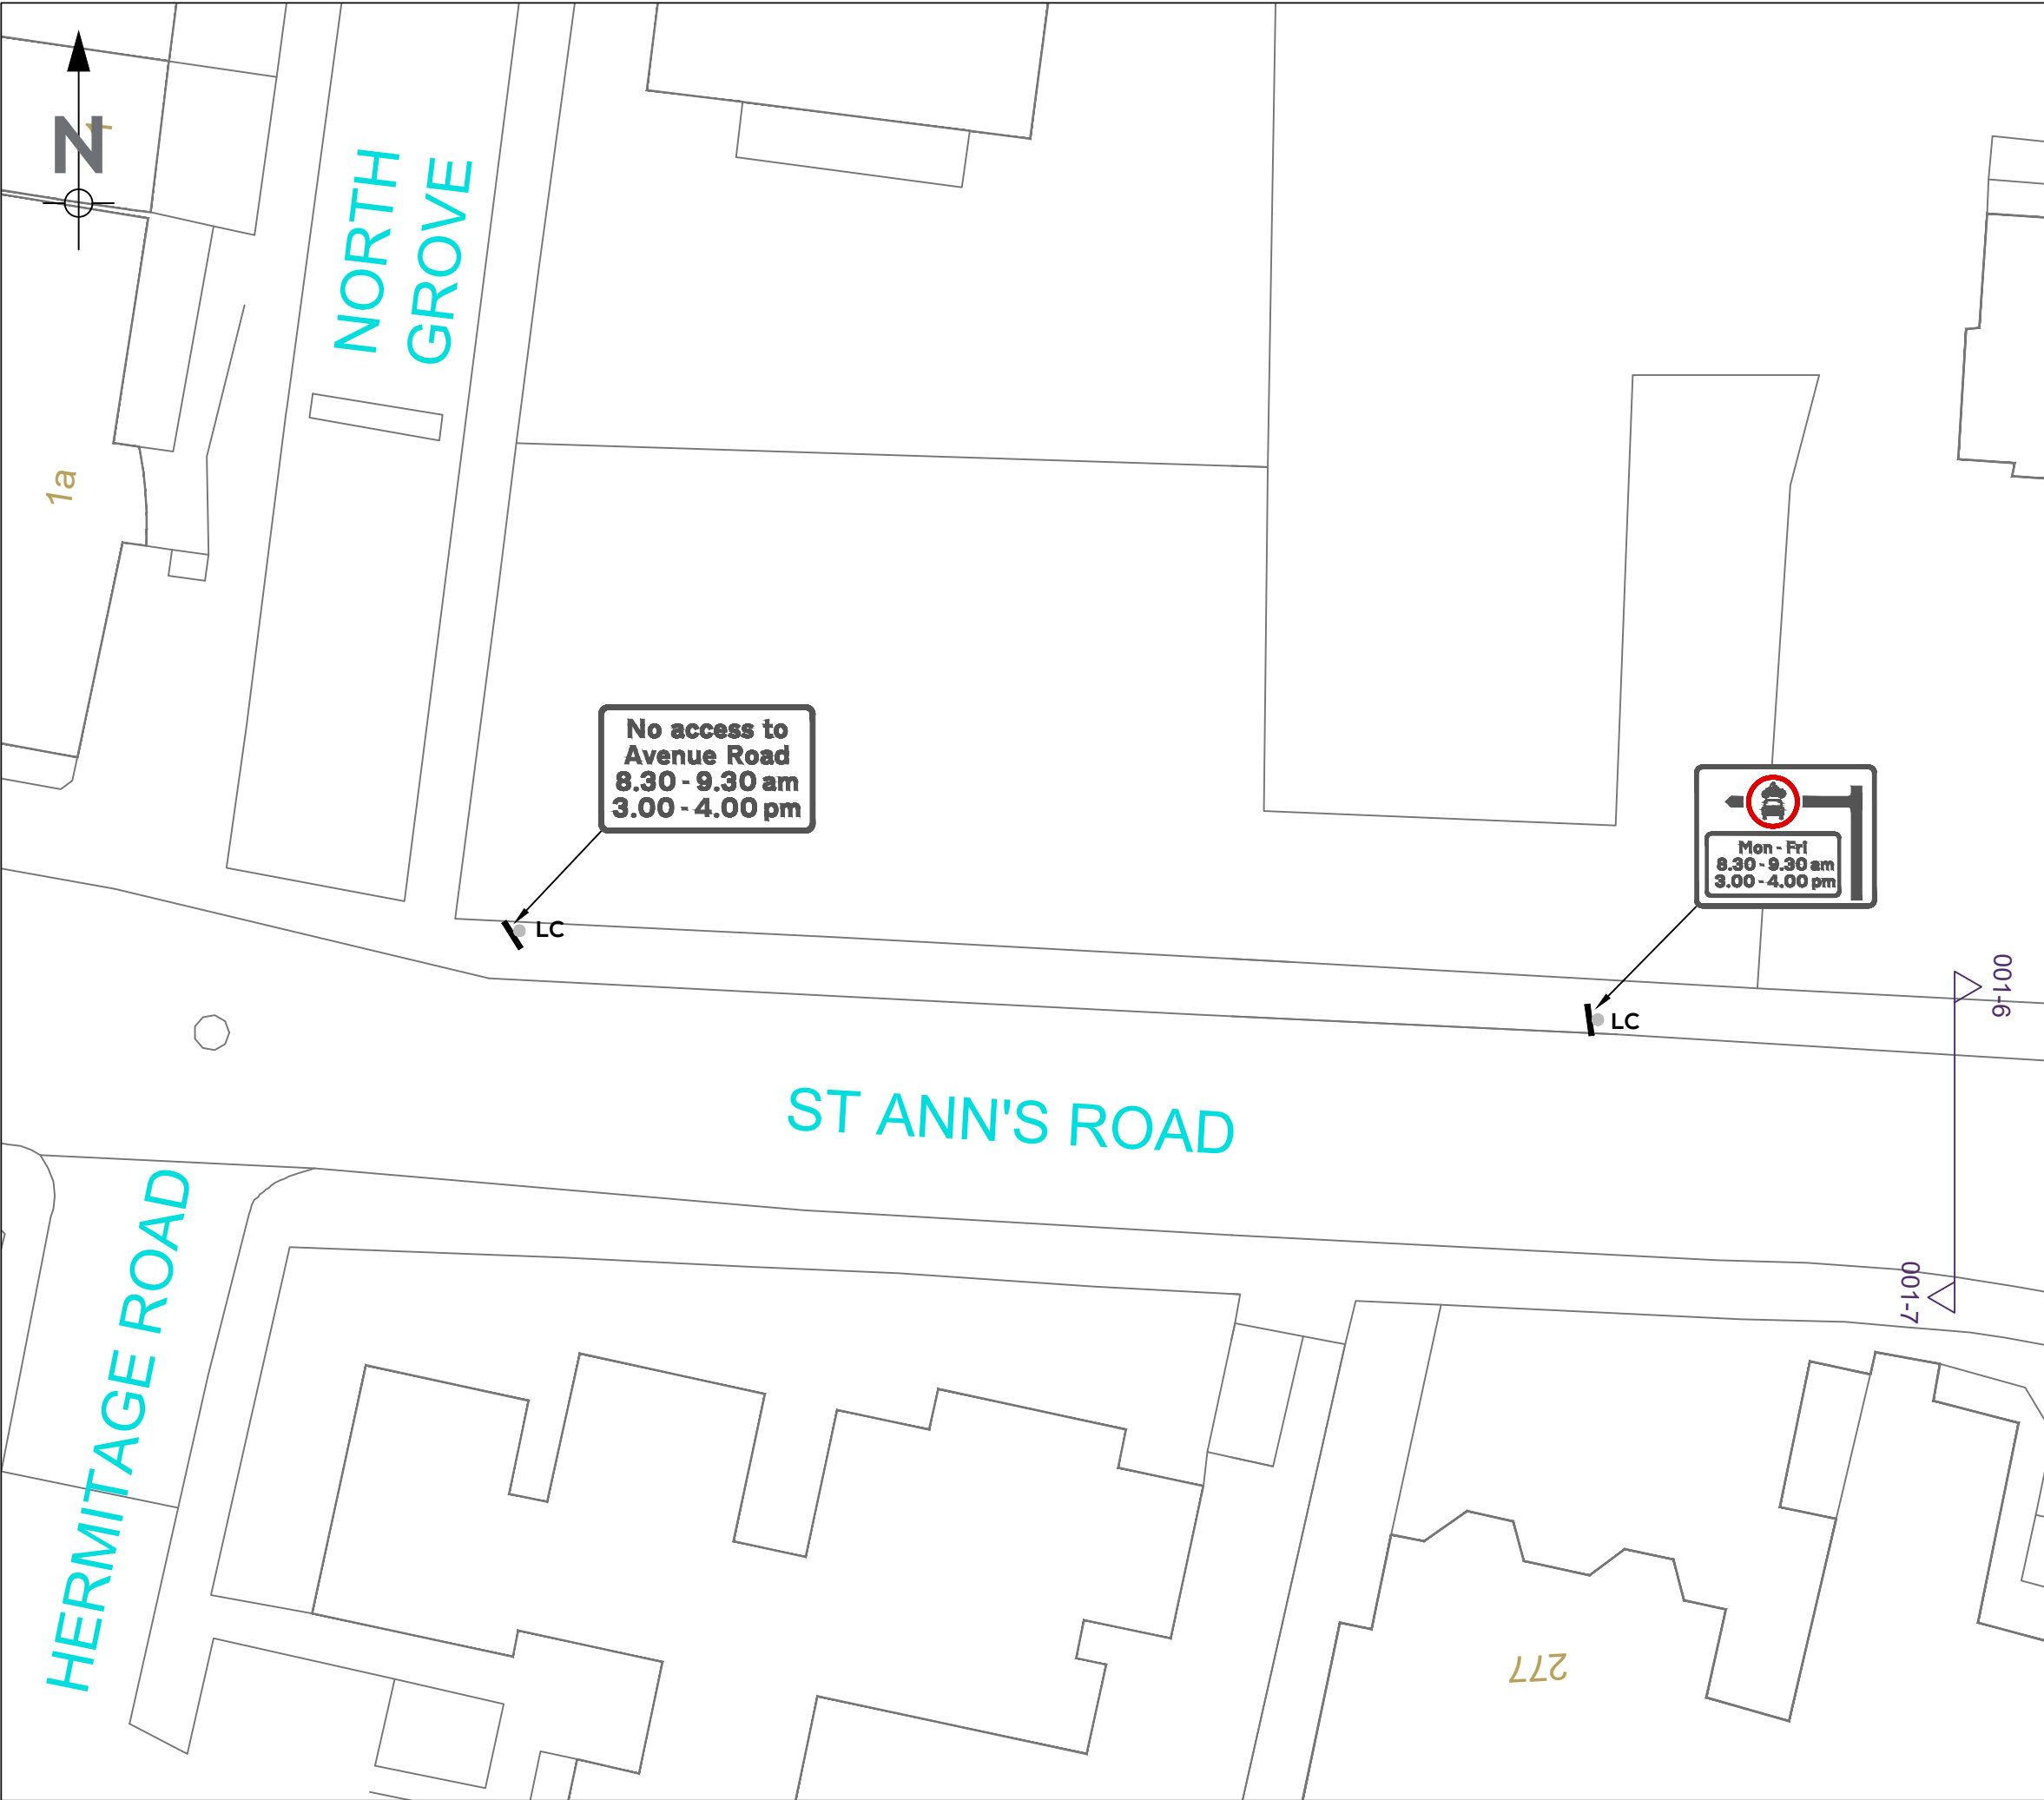 N
1
NORTH
GROVE
1a
No access to
Avenue Road
8.30 - 9.30 am
3.00 - 4.00 pm
LC
Mon - Fri
8.30 - 9.30 am
3.00 - 4.00 pm
LC
001-6
ST ANN'S ROAD
HERMITAGE ROAD
001-7
277